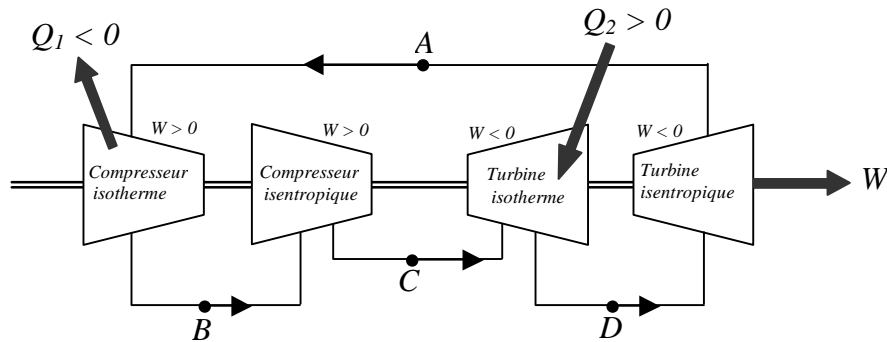 Q1 < 0
Q2 > 0
A
W > 0
W > 0
W < 0
W < 0
Compresseur
isotherme
Compresseur
isentropique
Turbine
isotherme
Turbine
isentropique
W
B
C
D